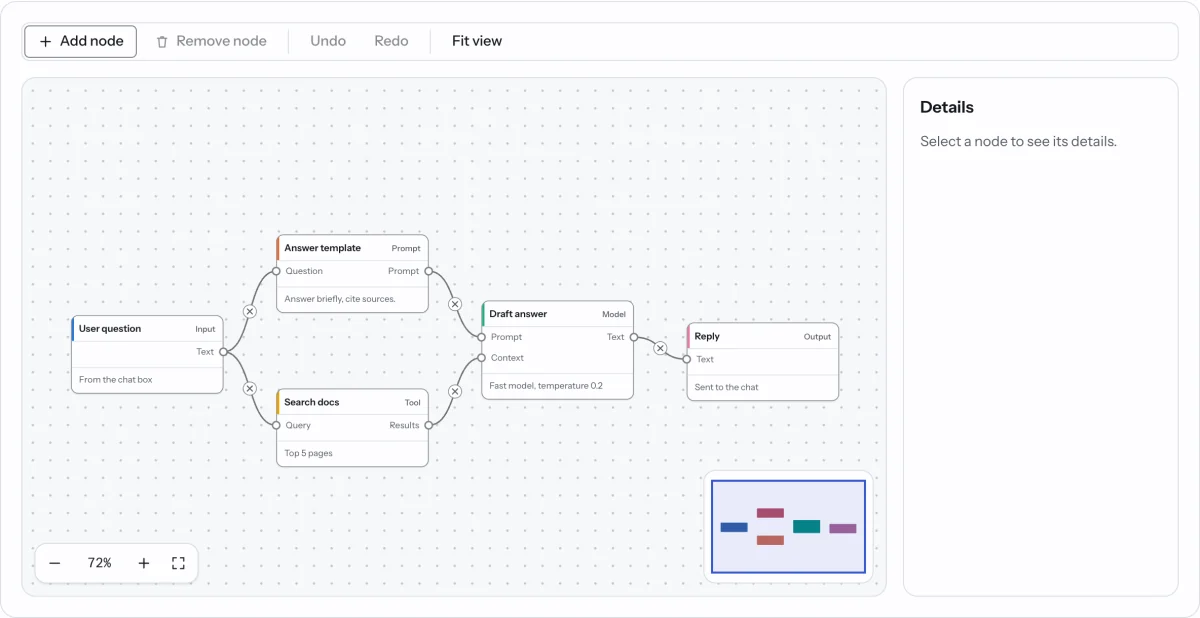 Add node
Remove node
Undo
Redo
Fit view
Details
Select a node to see its details.
Answer template Prompt
Question Prompt
Answer briefly, cite sources.
User question Input
Text
From the chat box
Search docs Tool
Query Results
Top 5 pages
Draft answer Model
Prompt Text
Context
Fast model, temperature 0.2
Reply Output
Text
Sent to the chat
72%